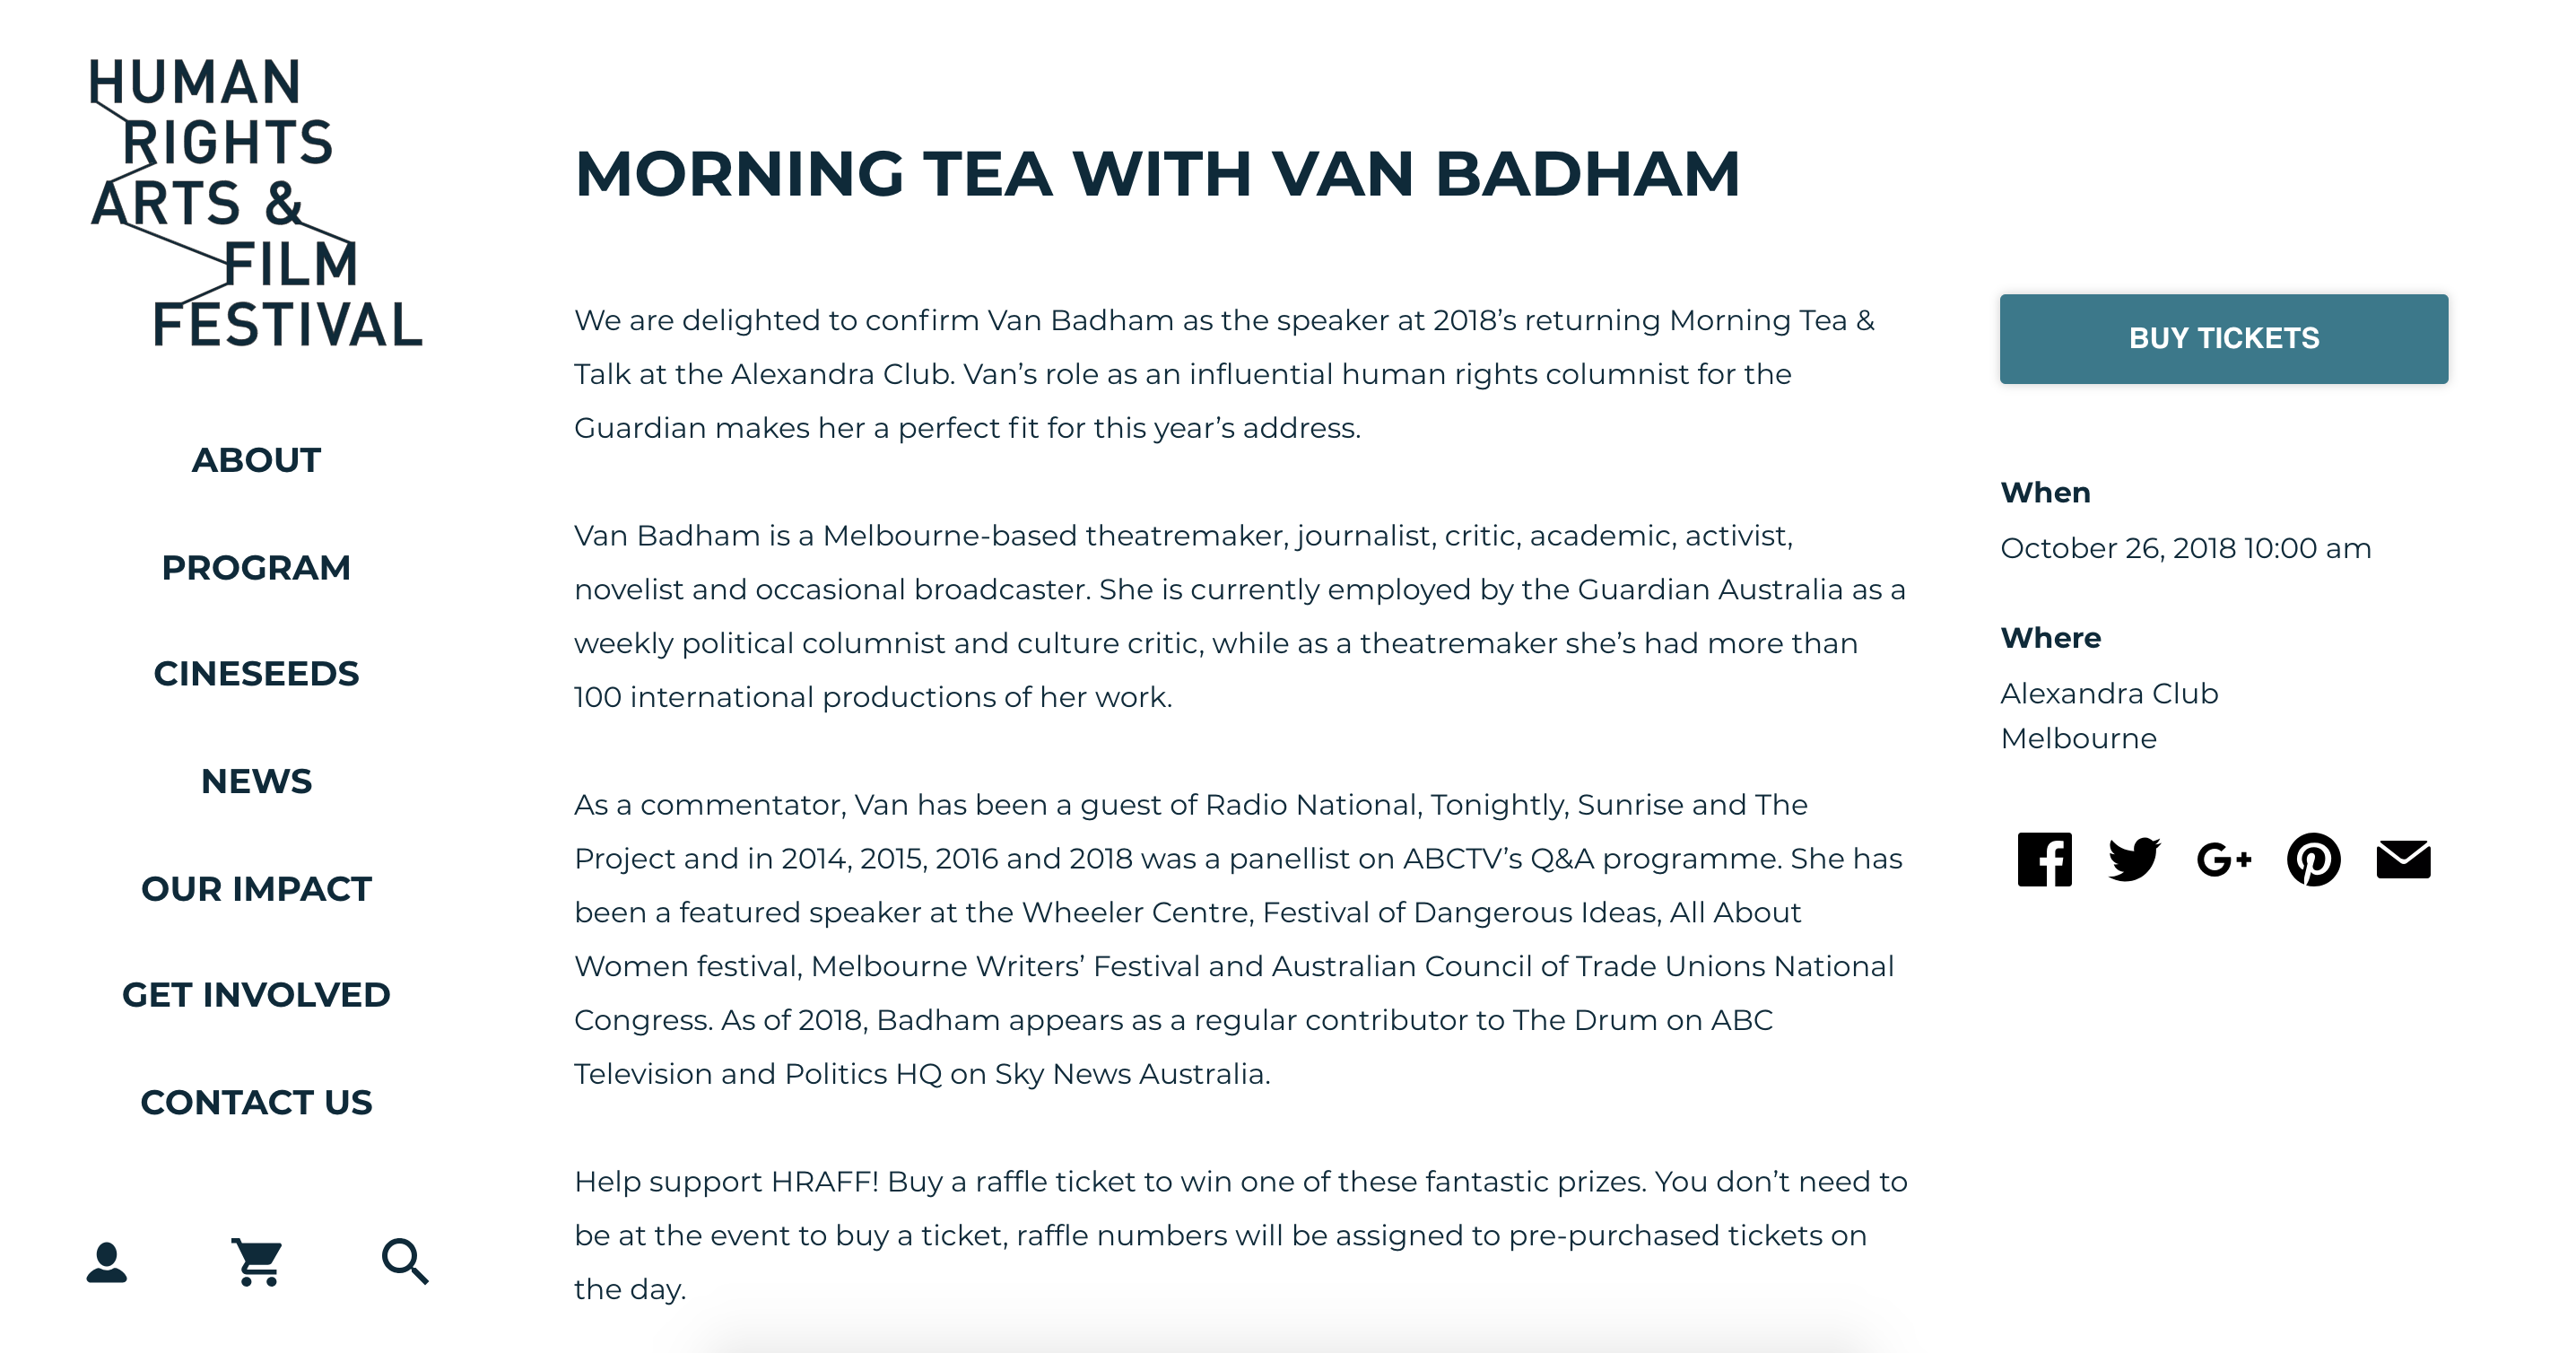 HUMAN
RIGHTS
ARTS &
FILM
FESTIVAL
ABOUT
PROGRAM
CINESEEDS
NEWS
OUR IMPACT
GET INVOLVED
CONTACT US
MORNING TEA WITH VAN BADHAM
We are delighted to confirm Van Badham as the speaker at 2018’s returning Morning Tea &
Talk at the Alexandra Club. Van’s role as an influential human rights columnist for the
Guardian makes her a perfect fit for this year’s address.
Van Badham is a Melbourne-based theatremaker, journalist, critic, academic, activist,
novelist and occasional broadcaster. She is currently employed by the Guardian Australia as a
weekly political columnist and culture critic, while as a theatremaker she’s had more than
100 international productions of her work.
As a commentator, Van has been a guest of Radio National, Tonightly, Sunrise and The
Project and in 2014, 2015, 2016 and 2018 was a panellist on ABCTV’s Q&A programme. She has
been a featured speaker at the Wheeler Centre, Festival of Dangerous Ideas, All About
Women festival, Melbourne Writers’ Festival and Australian Council of Trade Unions National
Congress. As of 2018, Badham appears as a regular contributor to The Drum on ABC
Television and Politics HQ on Sky News Australia.
Help support HRAFF! Buy a raffle ticket to win one of these fantastic prizes. You don’t need to
be at the event to buy a ticket, raffle numbers will be assigned to pre-purchased tickets on
the day.
BUY TICKETS
When
October 26, 2018 10:00 am
Where
Alexandra Club
Melbourne
G+